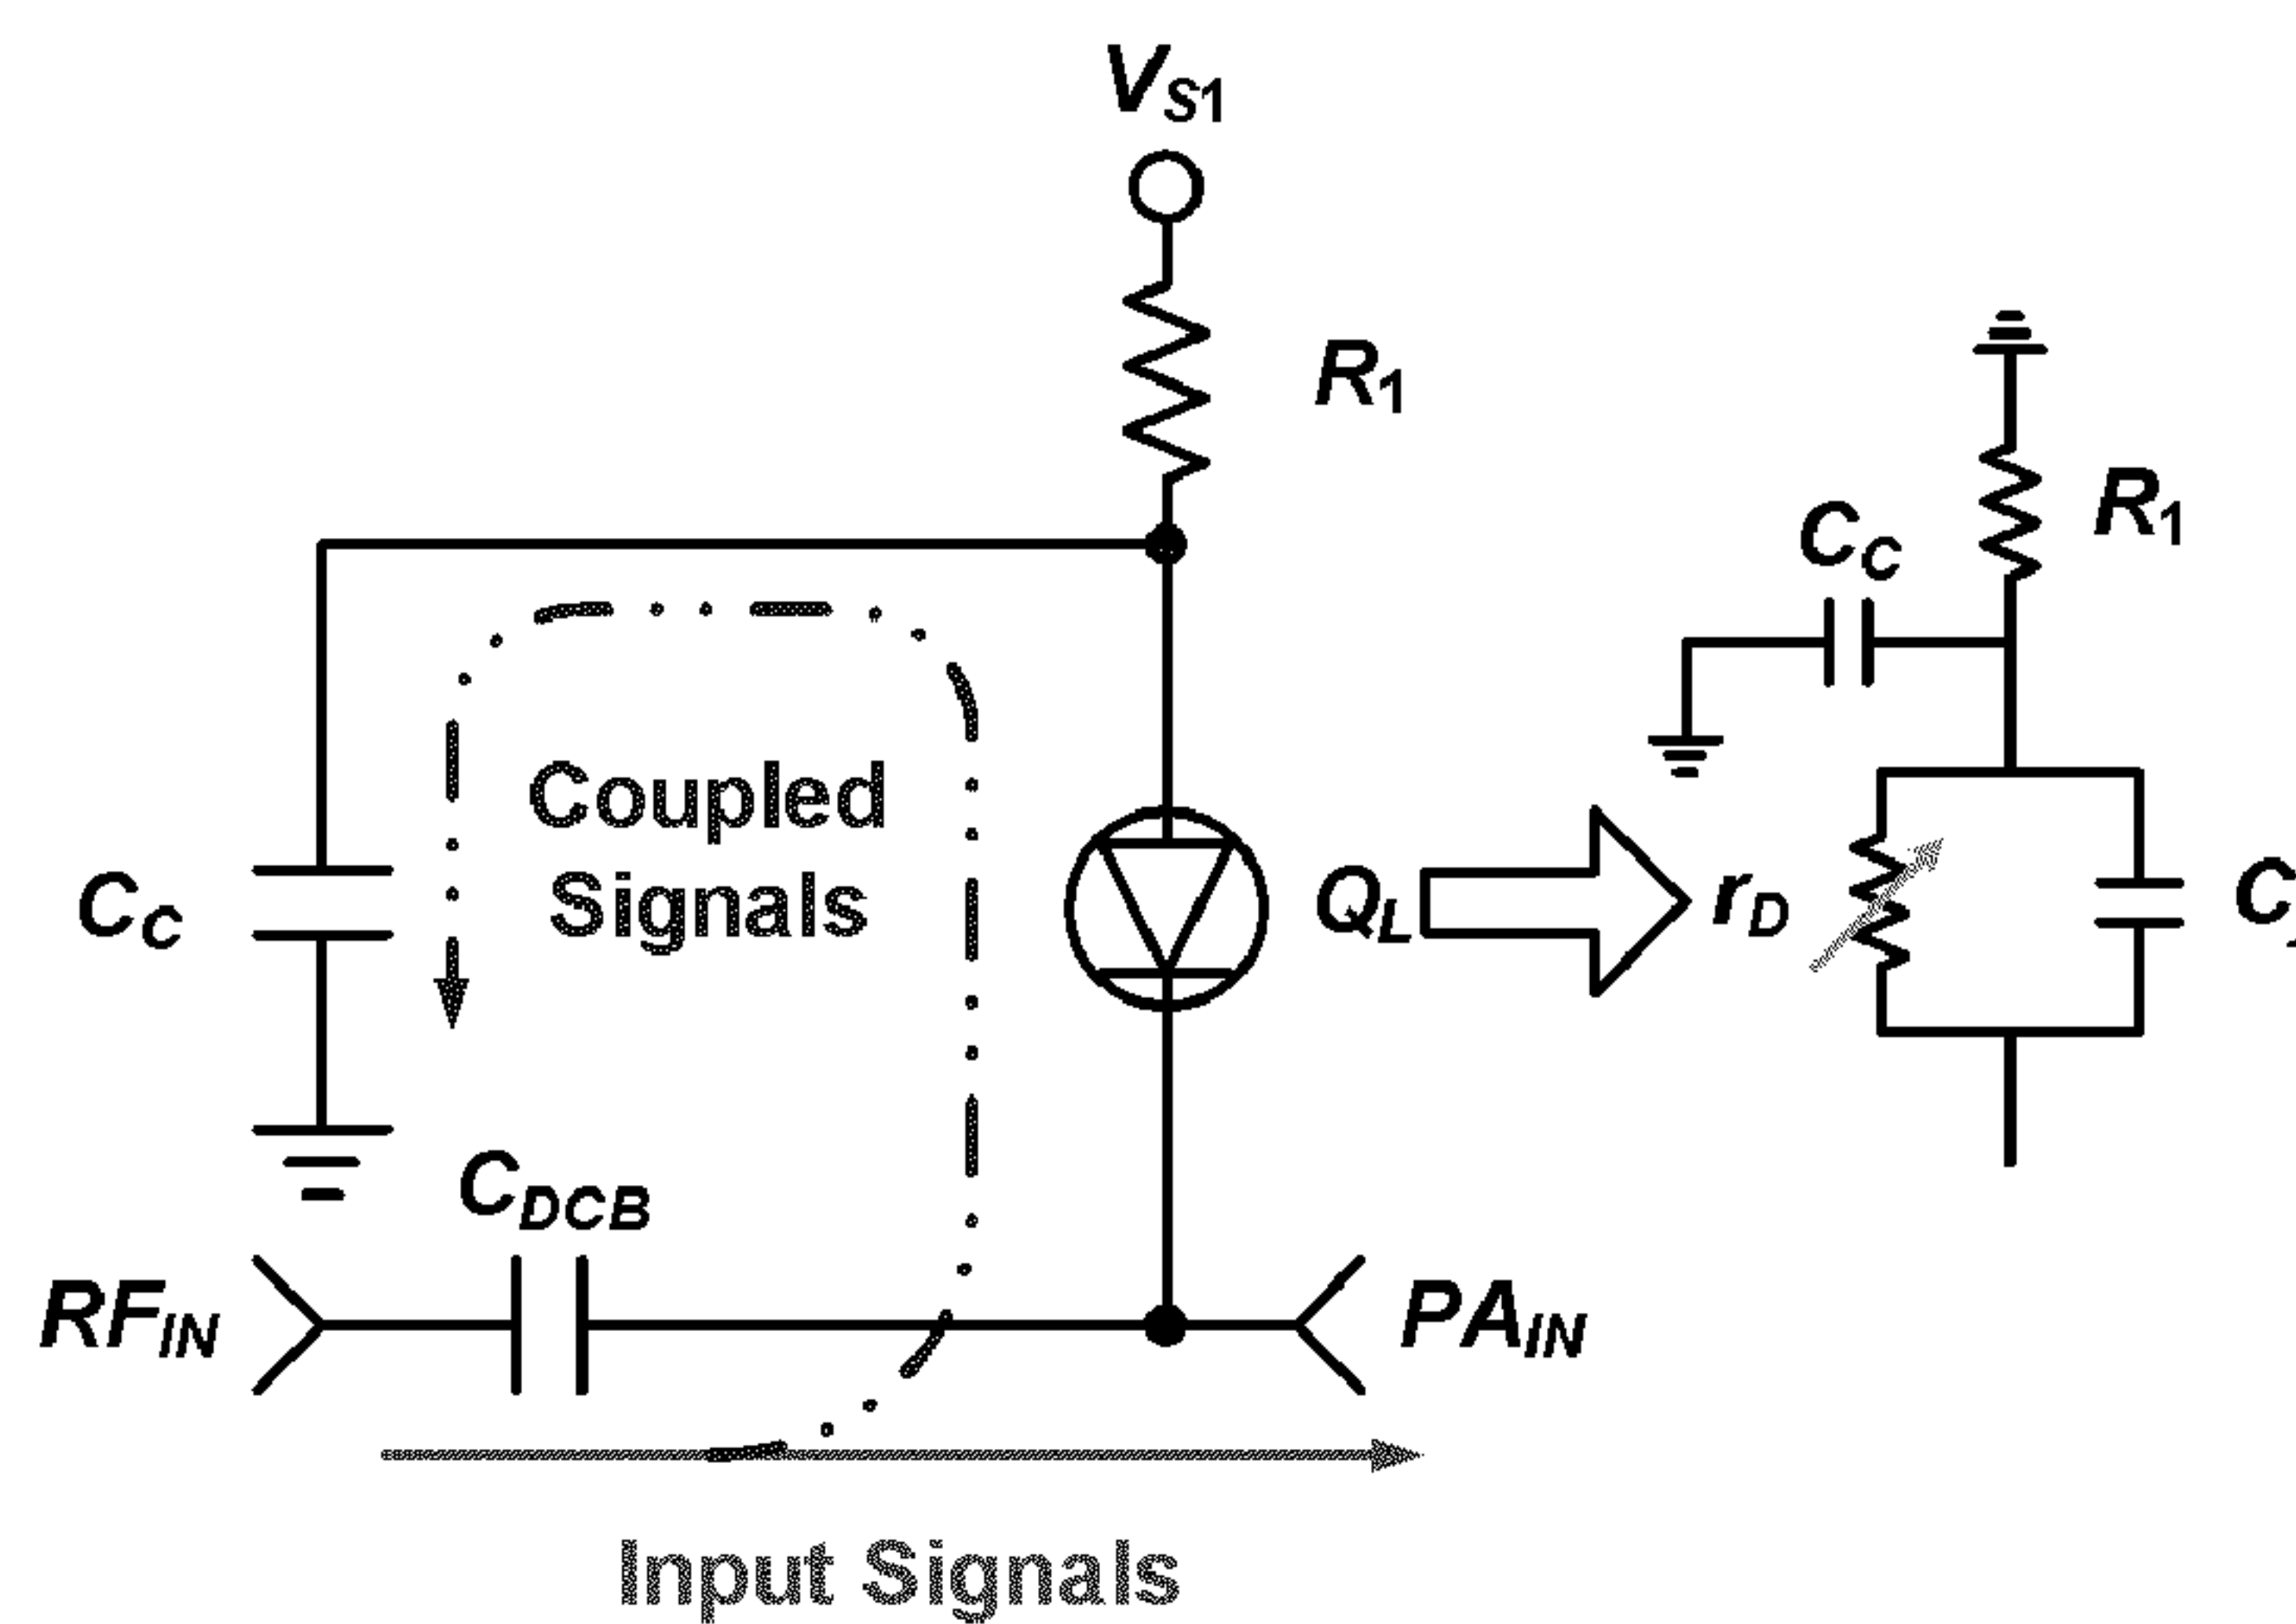 VS1
R1
CC
R1
Coupled
Signals
CC
QL
rD
C
CDCB
RFIN
PAIN
Input Signals